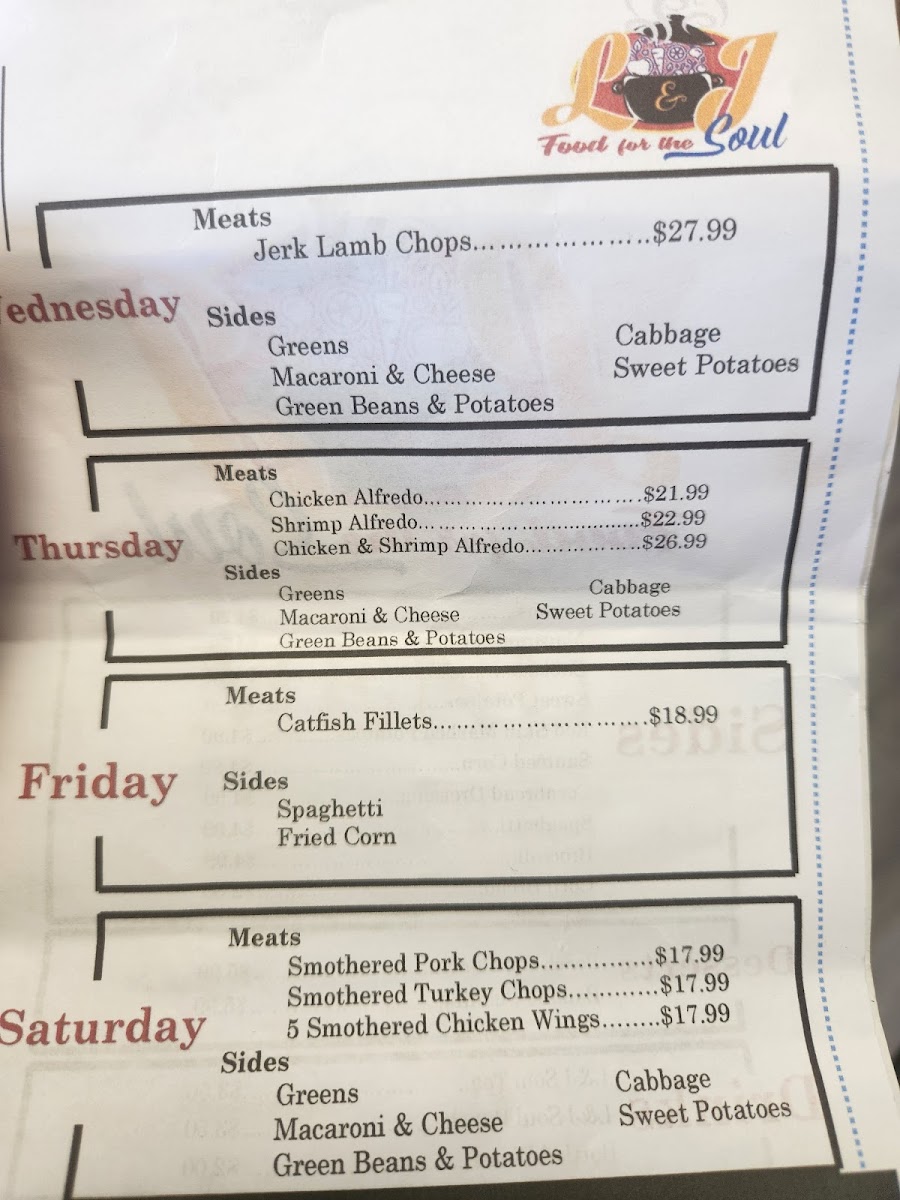 L & J
Food for the Soul
Meats
Jerk Lamb Chops......................$27.99
Wednesday
Sides
Greens
Cabbage
Macaroni & Cheese
Sweet Potatoes
Green Beans & Potatoes
Meats
Chicken Alfredo..............................$21.99
Shrimp Alfredo..............................$22.99
Chicken & Shrimp Alfredo................$26.99
Thursday
Sides
Greens
Cabbage
Macaroni & Cheese
Sweet Potatoes
Green Beans & Potatoes
Meats
Catfish Fillets............................$18.99
Friday
Sides
Spaghetti
Fried Corn
Meats
Smothered Pork Chops...............$17.99
Smothered Turkey Chops............$17.99
5 Smothered Chicken Wings........$17.99
Saturday
Sides
Greens
Cabbage
Macaroni & Cheese
Sweet Potatoes
Green Beans & Potatoes
Sides